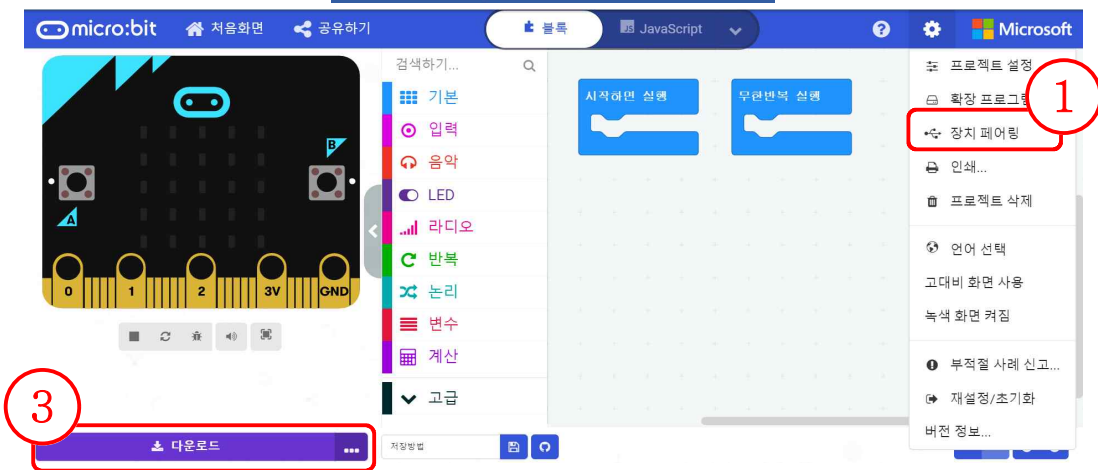 micro:bit 처음화면 공유하기 블록 JavaScript Microsoft
A
B
0 1 2 3V GND
검색하기...
기본
입력
음악
LED
라디오
반복
논리
변수
계산
고급
시작하면 실행 무한반복 실행
프로젝트 설정
확장 프로그
장치 페어링
인쇄...
프로젝트 삭제
언어 선택
고대비 화면 사용
녹색 화면 켜짐
부적절 사례 신고...
재설정/초기화
버전 정보...
1
3
다운로드 ...
저장방법